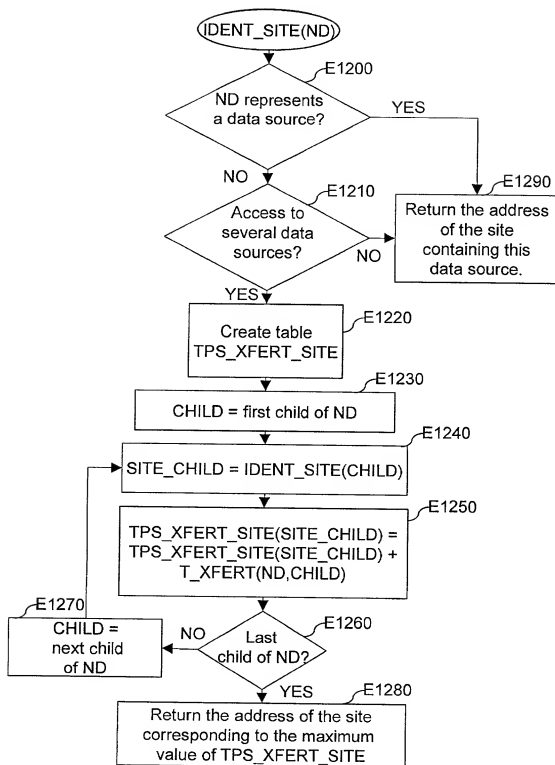 IDENT_SITE(ND)
E1200
ND represents
a data source?
YES
NO
E1210
E1290
Access to
several data
sources?
NO
Return the address
of the site
containing this
data source.
YES
E1220
Create table
TPS_XFERT_SITE
E1230
CHILD = first child of ND
E1240
SITE_CHILD = IDENT_SITE(CHILD)
E1250
TPS_XFERT_SITE(SITE_CHILD) =
TPS_XFERT_SITE(SITE_CHILD) +
T_XFERT(ND,CHILD)
E1270
CHILD =
next child
of ND
NO
E1260
Last
child of ND?
YES
E1280
Return the address of the site
corresponding to the maximum
value of TPS_XFERT_SITE